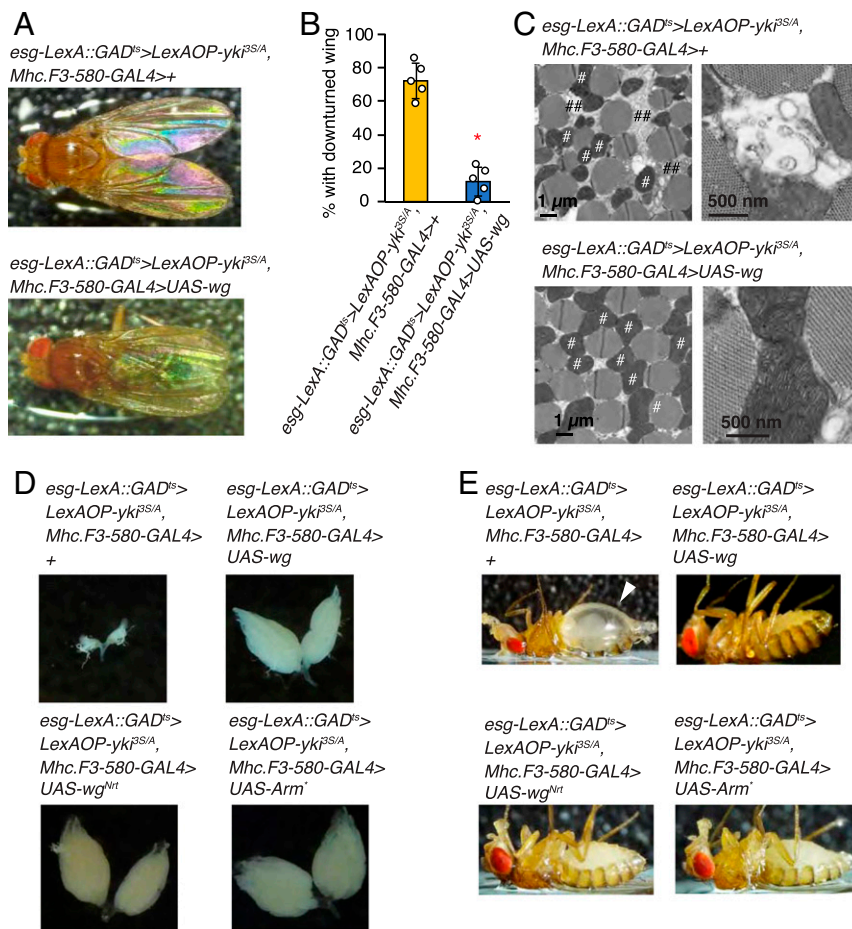 A
esg-LexA::GADts>LexAOP-yki3S/A,
Mhc.F3-580-GAL4>+
esg-LexA::GADts>LexAOP-yki3S/A,
Mhc.F3-580-GAL4>UAS-wg
B
% with downturned wing
100
80
60
40
20
0
*
esg-LexA::GADts>LexAOP-yki3S/A,
Mhc.F3-580-GAL4>+
esg-LexA::GADts>LexAOP-yki3S/A,
Mhc.F3-580-GAL4>UAS-wg
C
esg-LexA::GADts>LexAOP-yki3S/A,
Mhc.F3-580-GAL4>+
#
## ##
# # #
##
#
1 µm
500 nm
esg-LexA::GADts>LexAOP-yki3S/A,
Mhc.F3-580-GAL4>UAS-wg
#
# #
# #
#
#
1 µm
500 nm
D
esg-LexA::GADts>
LexAOP-yki3S/A,
Mhc.F3-580-GAL4>
+
esg-LexA::GADts>
LexAOP-yki3S/A,
Mhc.F3-580-GAL4>
UAS-wg
esg-LexA::GADts>
LexAOP-yki3S/A,
Mhc.F3-580-GAL4>
UAS-wgNrt
esg-LexA::GADts>
LexAOP-yki3S/A,
Mhc.F3-580-GAL4>
UAS-Arm*
E
esg-LexA::GADts>
LexAOP-yki3S/A,
Mhc.F3-580-GAL4>
+
esg-LexA::GADts>
LexAOP-yki3S/A,
Mhc.F3-580-GAL4>
UAS-wg
esg-LexA::GADts>
LexAOP-yki3S/A,
Mhc.F3-580-GAL4>
UAS-wgNrt
esg-LexA::GADts>
LexAOP-yki3S/A,
Mhc.F3-580-GAL4>
UAS-Arm*